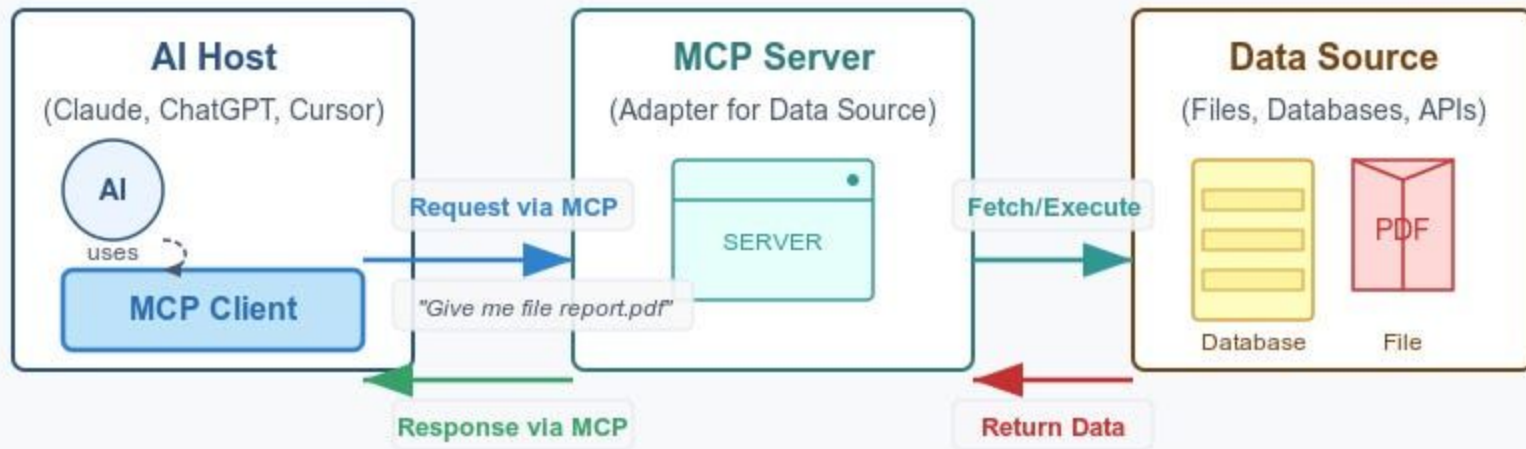 AI Host
(Claude, ChatGPT, Cursor)
AI
uses
MCP Client
Request via MCP
"Give me file report.pdf"
Response via MCP
MCP Server
(Adapter for Data Source)
SERVER
Fetch/Execute
Return Data
Data Source
(Files, Databases, APIs)
PDF
Database
File